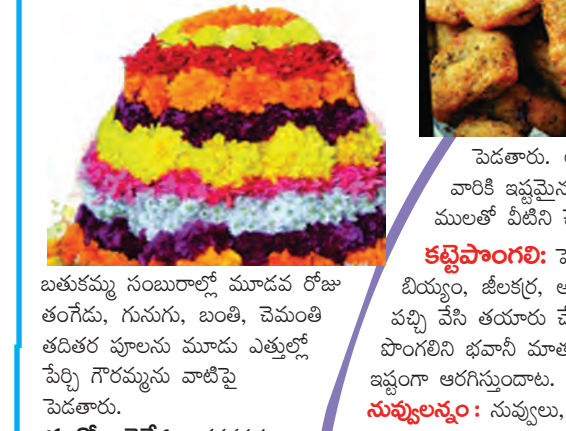 బతుకమ్మ సంబురాల్లో మూడవ రోజు
తంగేడు, గునుగు, బంతి, చెమంతి
తదితర పూలను మూడు ఎత్తుల్లో
పేర్చి గౌరమ్మను వాటిపై
పెడతారు.
పెడతారు.
వారికి ఇష్టమైన
ములతో వీటిని
కట్టెపొంగలి:
బియ్యం, జీలకర్ర,
పచ్చి వేసి తయారు
పొంగలిని భవానీ మాత
ఇష్టంగా ఆరగిస్తుందాట.
నువ్వులన్నం : నువ్వులు,